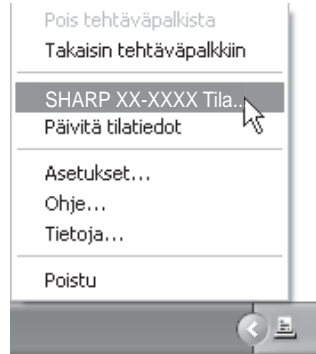 Pois tehtäväpalkista
Takaisin tehtäväpalkkiin
SHARP XX-XXXX Tila...
Päivitä tilatiedot
Asetukset...
Ohje...
Tietoja...
Poistu